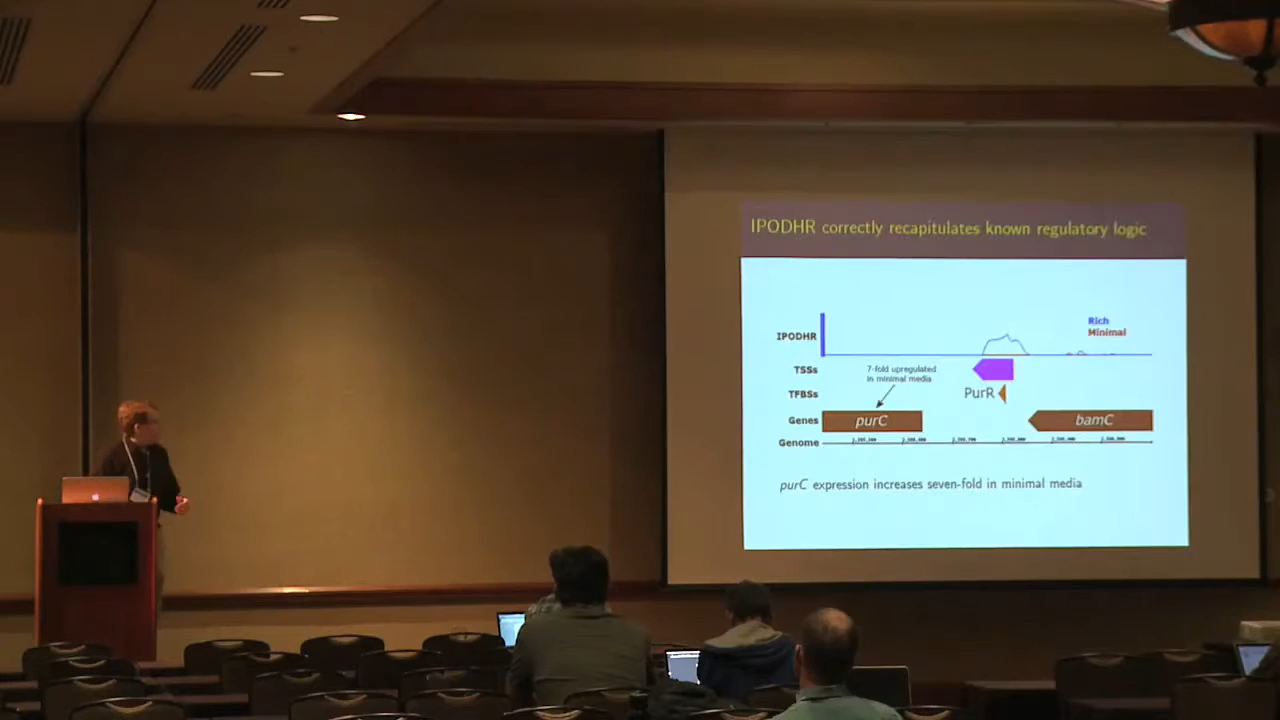 IPODHR correctly recapitulates known regulatory logic
Rich
Minimal
IPODHR
TSSs
7-fold upregulated
in minimal media
TFBSs
PurR
Genes
purC
bamC
Genome
purC expression increases seven-fold in minimal media